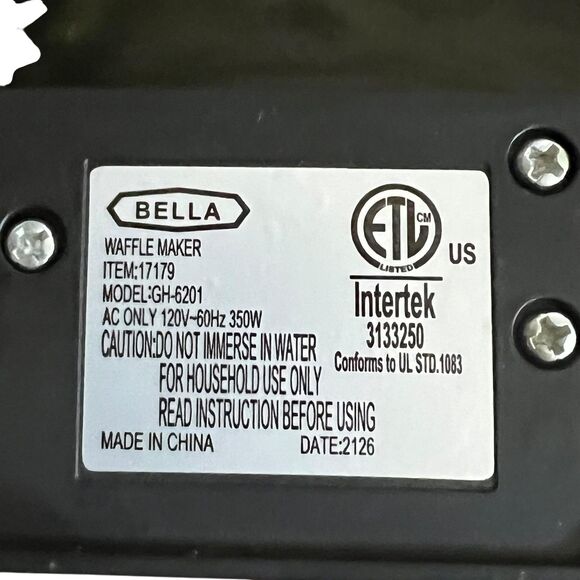 BELLA
WAFFLE MAKER
ITEM:17179
MODEL:GH-6201
AC ONLY 120V~60Hz 350W
CAUTION:DO NOT IMMERSE IN WATER
FOR HOUSEHOLD USE ONLY
READ INSTRUCTION BEFORE USING
MADE IN CHINA
DATE:2126
ETL CM
LISTED
US
Intertek
3133250
Conforms to UL STD.1083